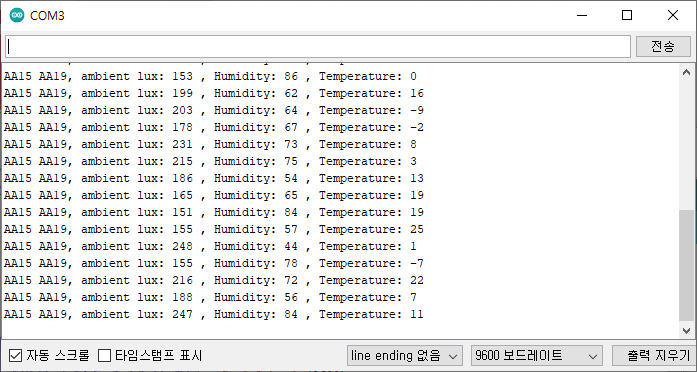 COM3
전송
AA15 AA19, ambient lux: 153 , Humidity: 86 , Temperature: 0
AA15 AA19, ambient lux: 199 , Humidity: 62 , Temperature: 16
AA15 AA19, ambient lux: 203 , Humidity: 64 , Temperature: -9
AA15 AA19, ambient lux: 178 , Humidity: 67 , Temperature: -2
AA15 AA19, ambient lux: 231 , Humidity: 73 , Temperature: 8
AA15 AA19, ambient lux: 215 , Humidity: 75 , Temperature: 3
AA15 AA19, ambient lux: 186 , Humidity: 54 , Temperature: 13
AA15 AA19, ambient lux: 165 , Humidity: 65 , Temperature: 19
AA15 AA19, ambient lux: 151 , Humidity: 84 , Temperature: 19
AA15 AA19, ambient lux: 155 , Humidity: 57 , Temperature: 25
AA15 AA19, ambient lux: 248 , Humidity: 44 , Temperature: 1
AA15 AA19, ambient lux: 155 , Humidity: 78 , Temperature: -7
AA15 AA19, ambient lux: 216 , Humidity: 72 , Temperature: 22
AA15 AA19, ambient lux: 188 , Humidity: 56 , Temperature: 7
AA15 AA19, ambient lux: 247 , Humidity: 84 , Temperature: 11
자동 스크롤 타임스탬프 표시 line ending 없음 9600 보드레이트 출력 지우기